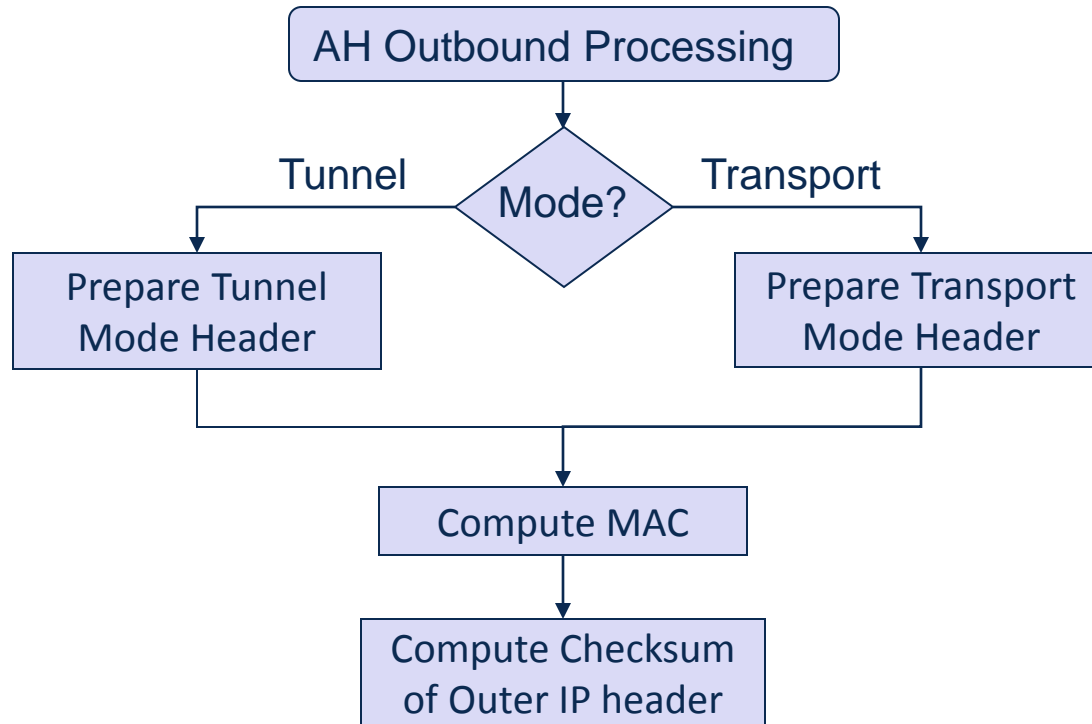 AH Outbound Processing
Tunnel
Mode?
Transport
Prepare Tunnel
Mode Header
Prepare Transport
Mode Header
Compute MAC
Compute Checksum
of Outer IP header